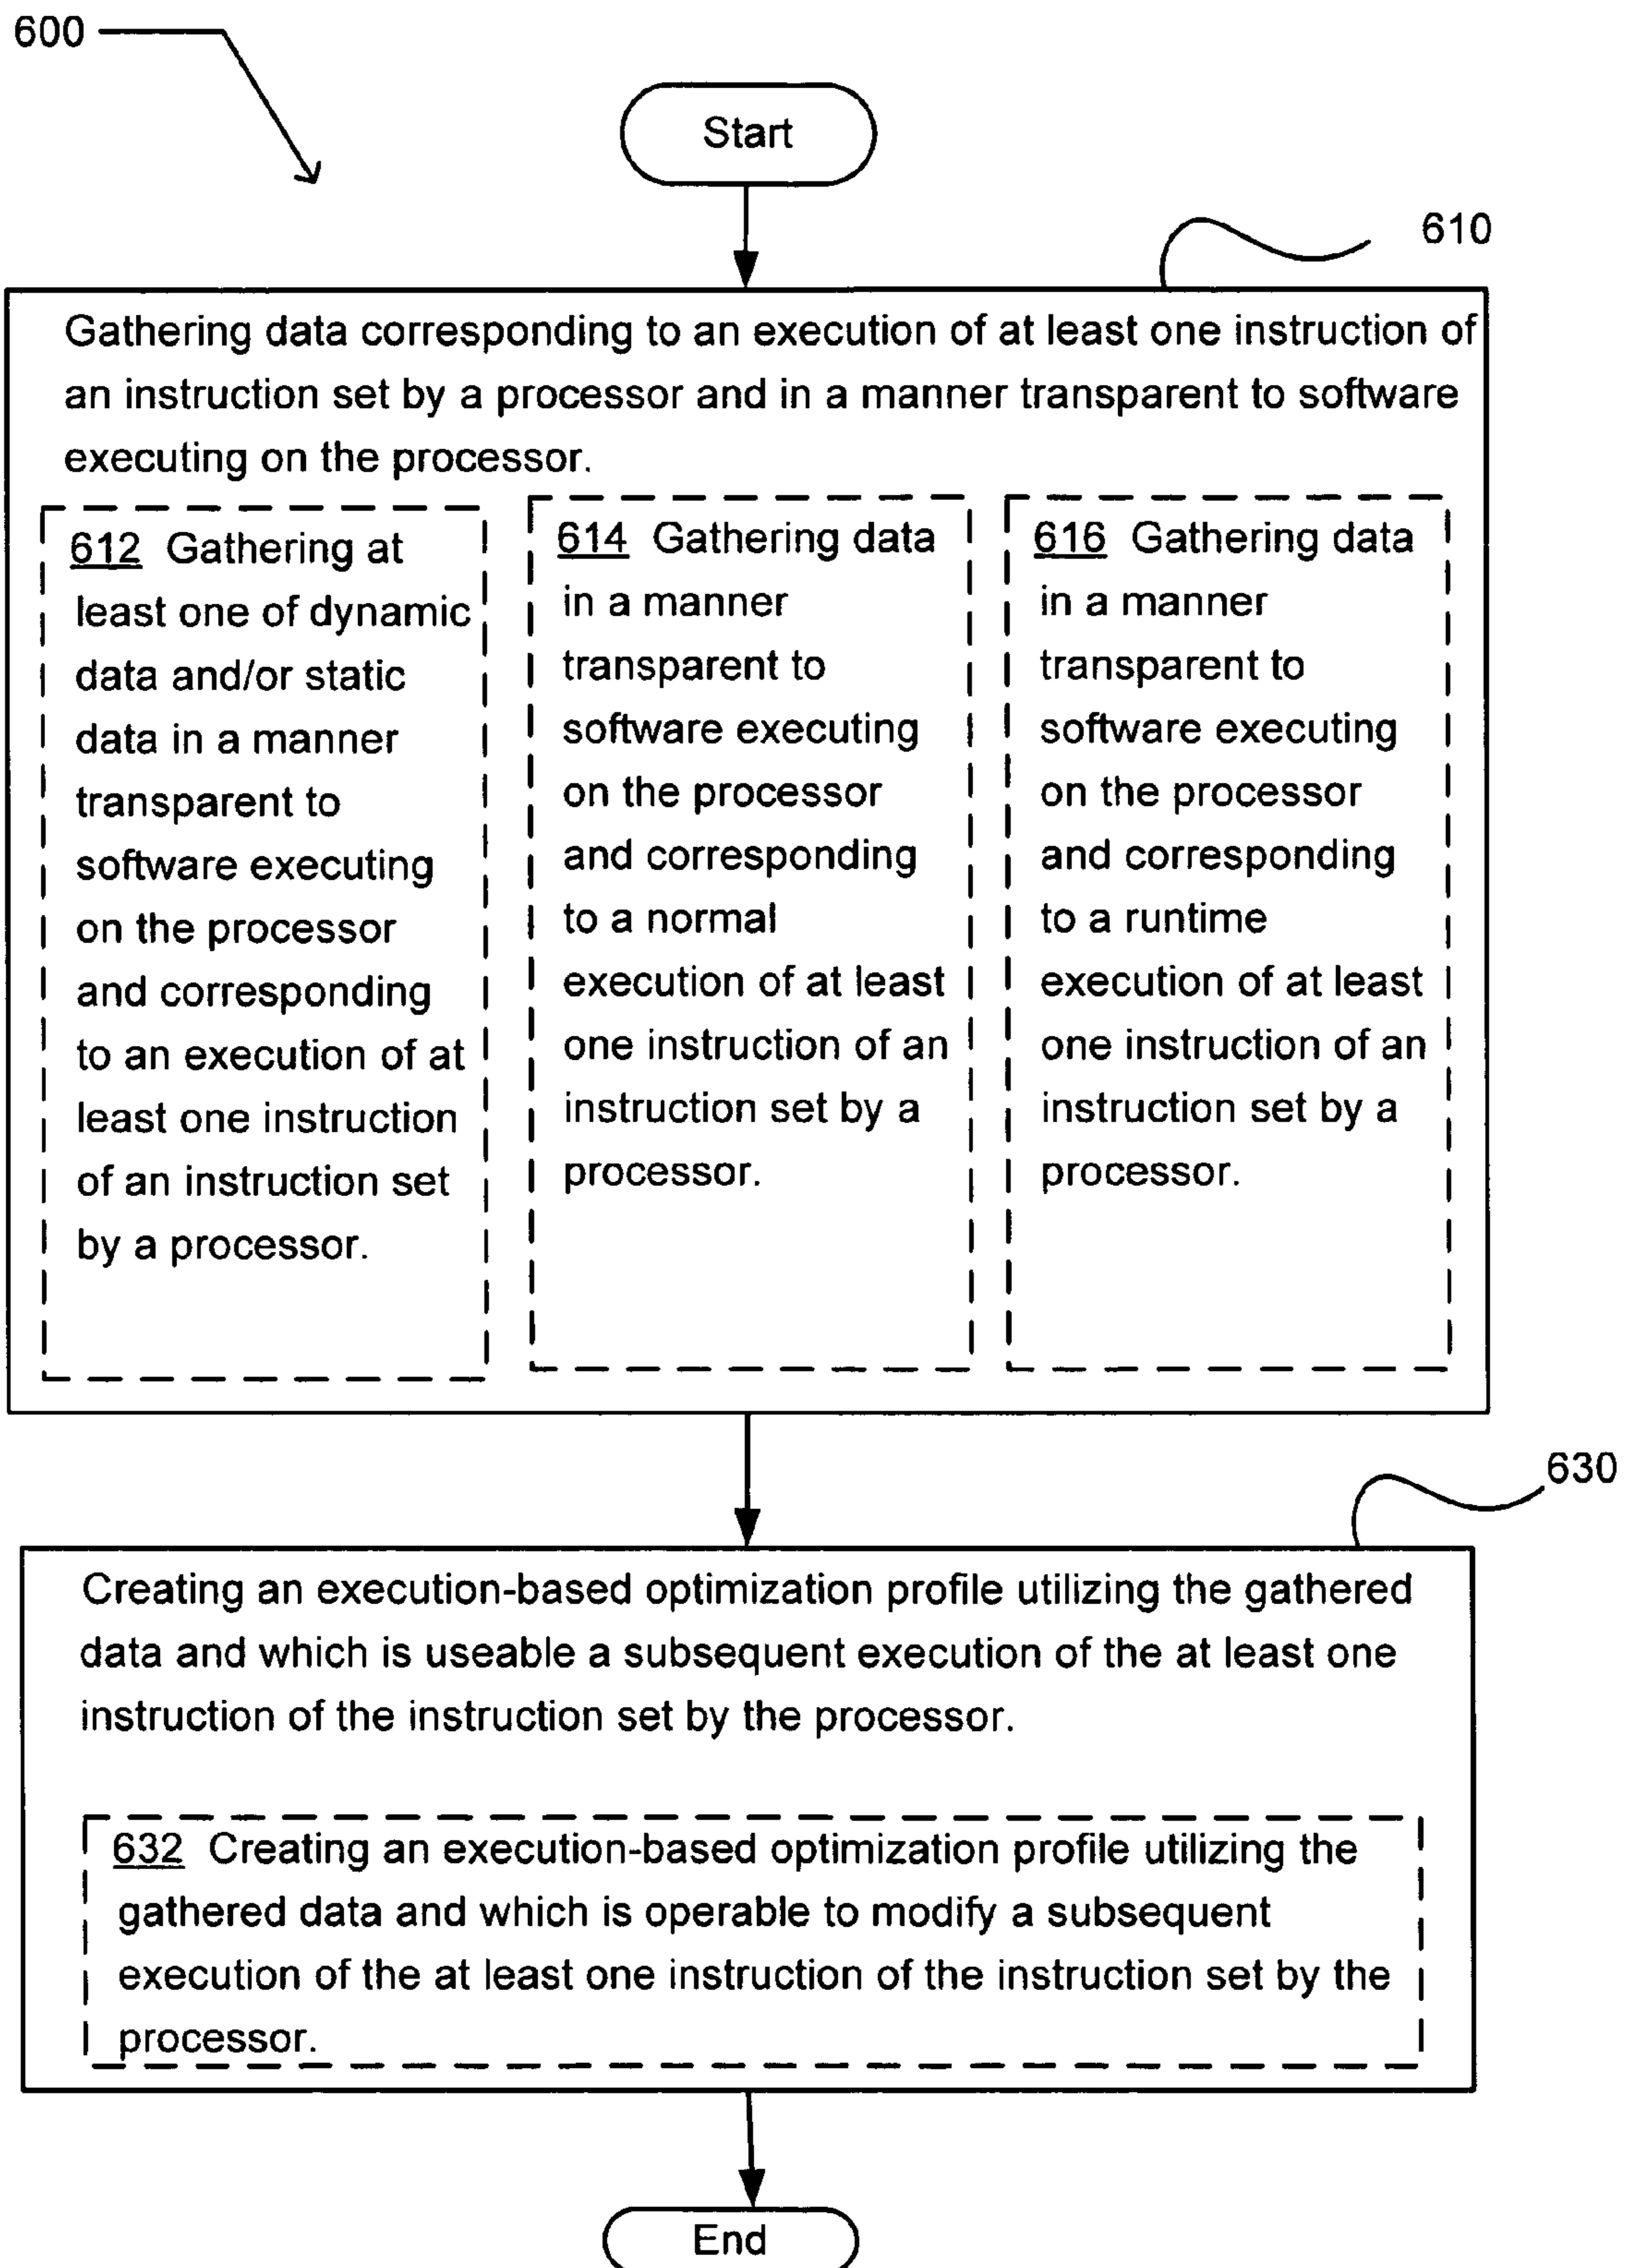 600
Start
610
Gathering data corresponding to an execution of at least one instruction of
an instruction set by a processor and in a manner transparent to software
executing on the processor.
612 Gathering at
least one of dynamic
data and/or static
data in a manner
transparent to
software executing
on the processor
and corresponding
to an execution of at
least one instruction
of an instruction set
by a processor.
614 Gathering data
in a manner
transparent to
software executing
on the processor
and corresponding
to a normal
execution of at least
one instruction of an
instruction set by a
processor.
616 Gathering data
in a manner
transparent to
software executing
on the processor
and corresponding
to a runtime
execution of at least
one instruction of an
instruction set by a
processor.
630
Creating an execution-based optimization profile utilizing the gathered
data and which is useable a subsequent execution of the at least one
instruction of the instruction set by the processor.
632 Creating an execution-based optimization profile utilizing the
gathered data and which is operable to modify a subsequent
execution of the at least one instruction of the instruction set by the
processor.
End